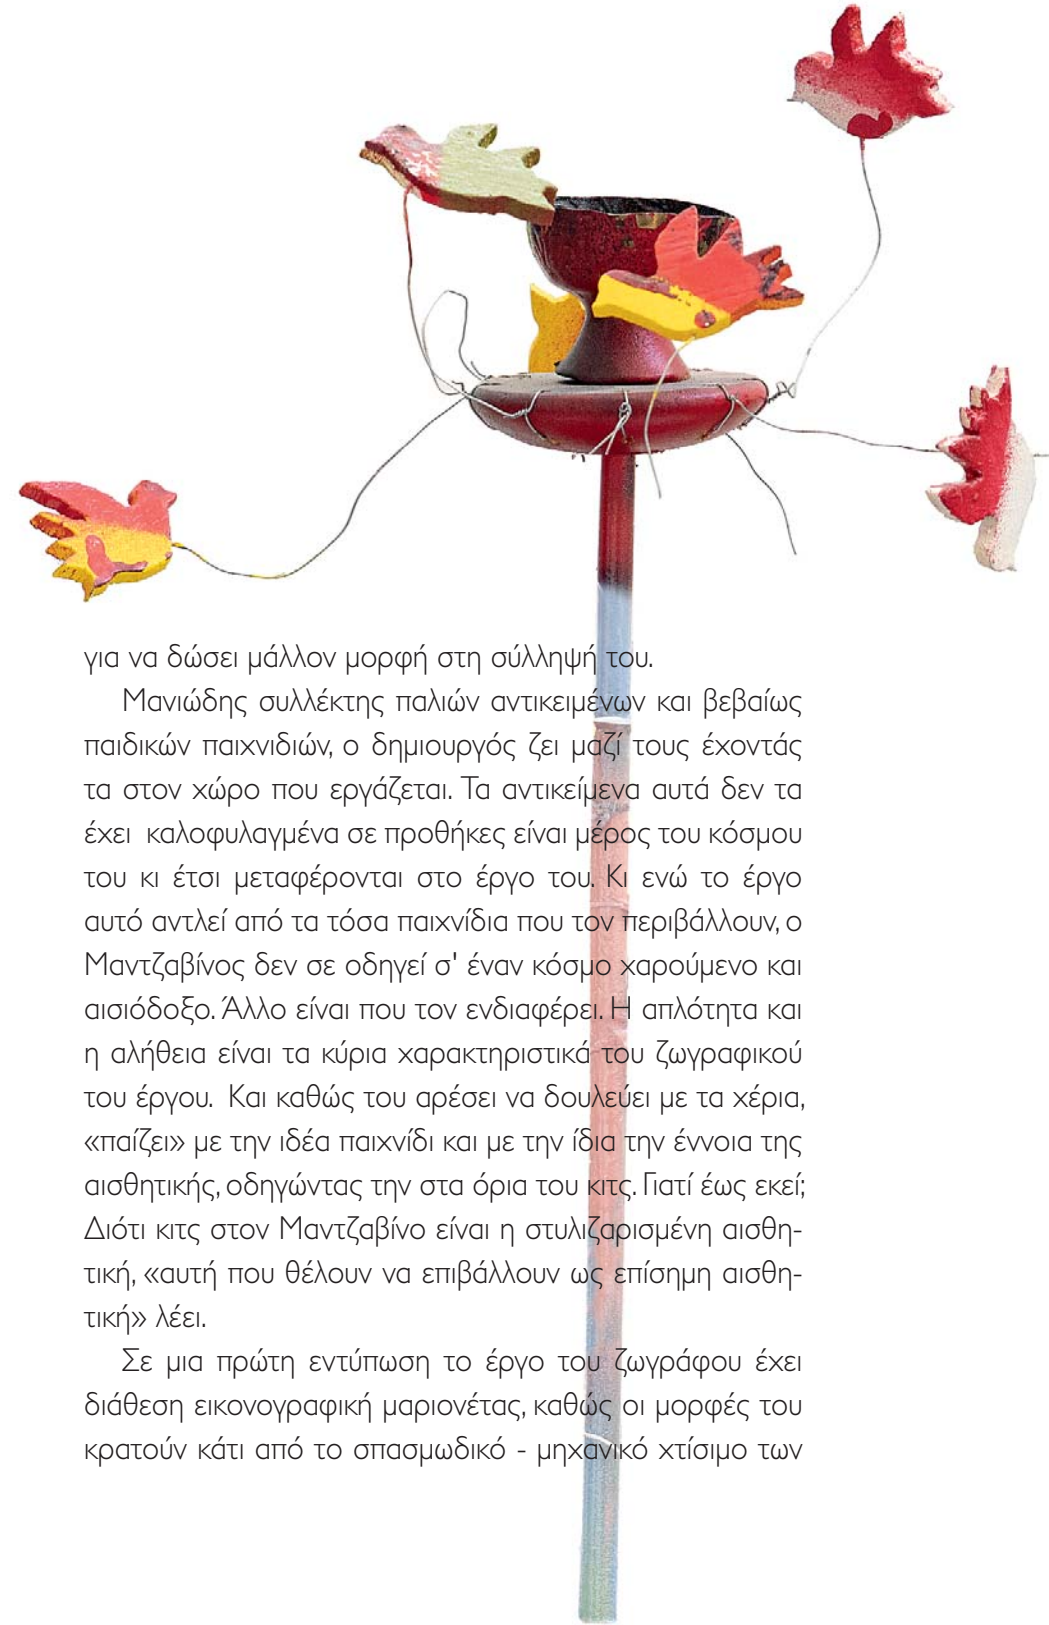 για να δώσει μάλλον μορφή στη σύλληψή του.
Μανιώδης συλλέκτης παλιών αντικειμένων και βεβαίως
παιδικών παιχνιδιών, ο δημιουργός ζει μαζί τους έχοντάς
τα στον χώρο που εργάζεται. Τα αντικείμενα αυτά δεν τα
έχει καλοφυλαγμένα σε προθήκες είναι μέρος του κόσμου
του κι έτσι μεταφέρονται στο έργο του. Κι ενώ το έργο
αυτό αντλεί από τα τόσα παιχνίδια που τον περιβάλλουν, ο
Μαντζαβίνος δεν σε οδηγεί σ' έναν κόσμο χαρούμενο και
αισιόδοξο. Άλλο είναι που τον ενδιαφέρει. Η απλότητα και
η αλήθεια είναι τα κύρια χαρακτηριστικά του ζωγραφικού
του έργου. Και καθώς του αρέσει να δουλεύει με τα χέρια,
«παίζει» με την ιδέα παιχνίδι και με την ίδια την έννοια της
αισθητικής, οδηγώντας την στα όρια του κιτς. Γιατί έως εκεί;
Διότι κιτς στον Μαντζαβίνο είναι η στυλιζαρισμένη αισθη-
τική, «αυτή που θέλουν να επιβάλλουν ως επίσημη αισθη-
τική» λέει.
Σε μια πρώτη εντύπωση το έργο του ζωγράφου έχει
διάθεση εικονογραφική μαριονέτας, καθώς οι μορφές του
κρατούν κάτι από το σπασμωδικό - μηχανικό χτίσιμο των